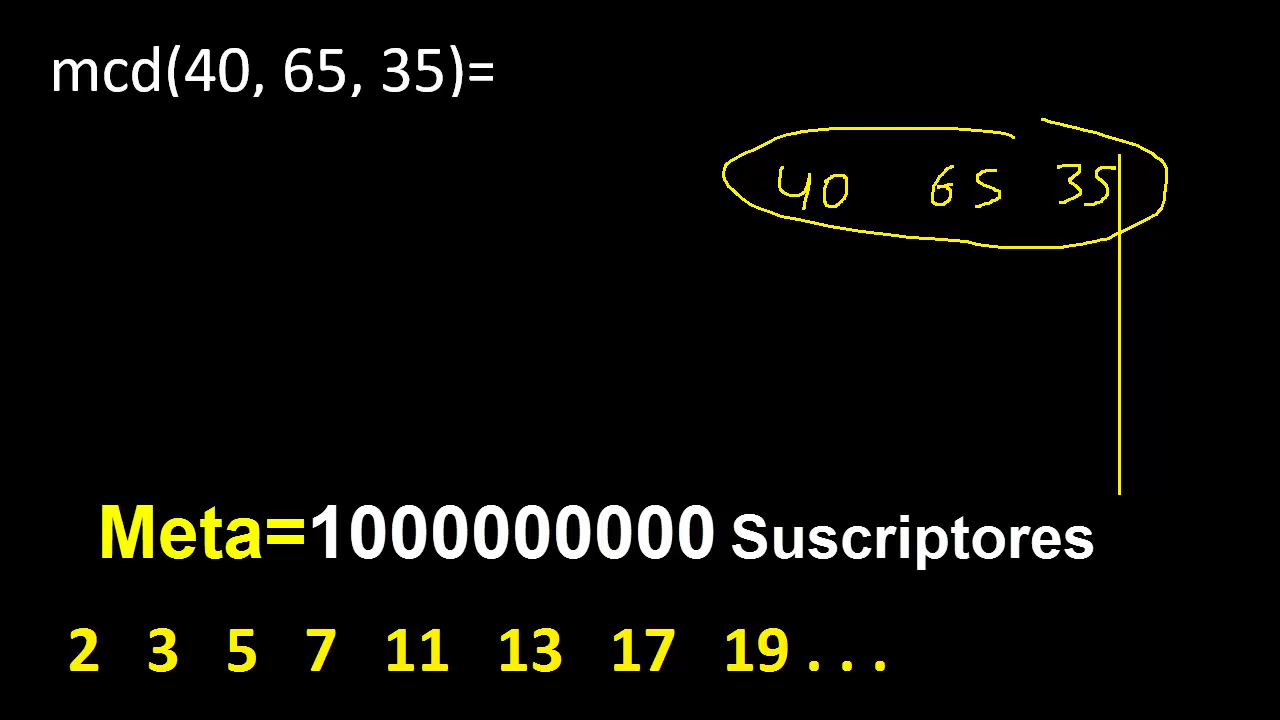 mcd(40, 65, 35)=
40 65 35
Meta=1000000000 Suscriptores
2 3 5 7 11 13 17 19 . . .